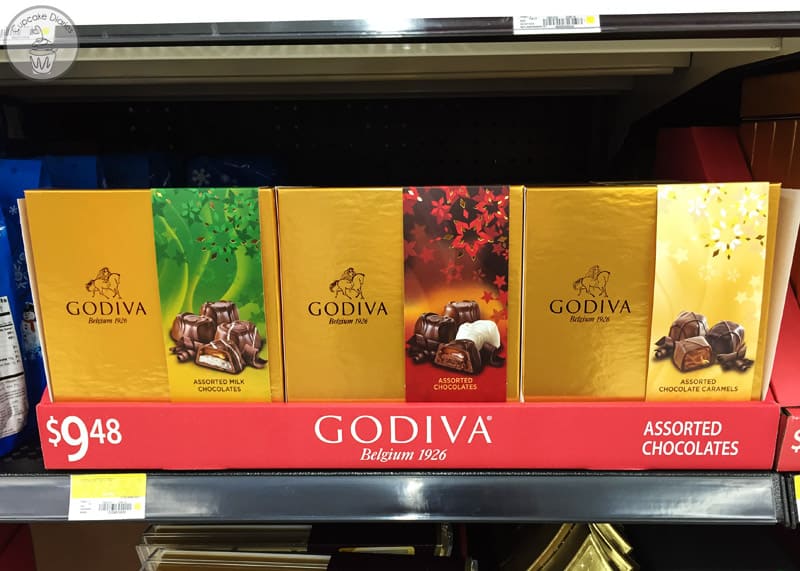 Cupcake Diaries
GODIVA
Belgium 1926
ASSORTED MILK
CHOCOLATES
GODIVA
Belgium 1926
ASSORTED
CHOCOLATES
GODIVA
Belgium 1926
ASSORTED
CHOCOLATE CARAMELS
$9.48
GODIVA®
Belgium 1926
ASSORTED
CHOCOLATES
$